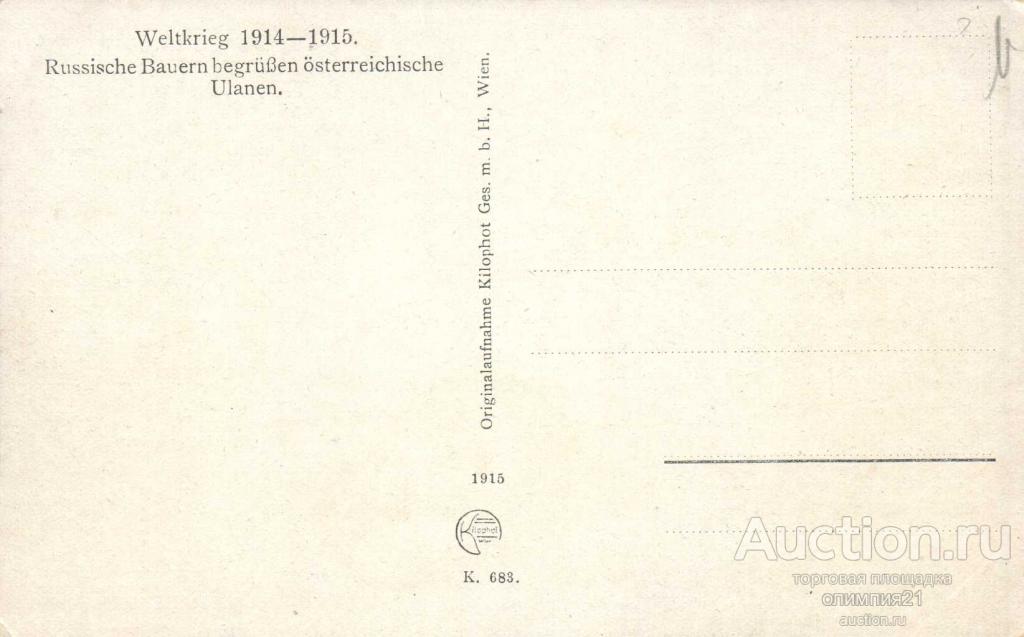 Weltkrieg 1914—1915.
Russische Bauern begrüßen österreichische
Ulanen.
Originalaufnahme Kilophot Ges. m. b. H., Wien.
1915
Kilophot
K. 683.
Auction.ru
торговая площадка
олимпия21
auction.ru